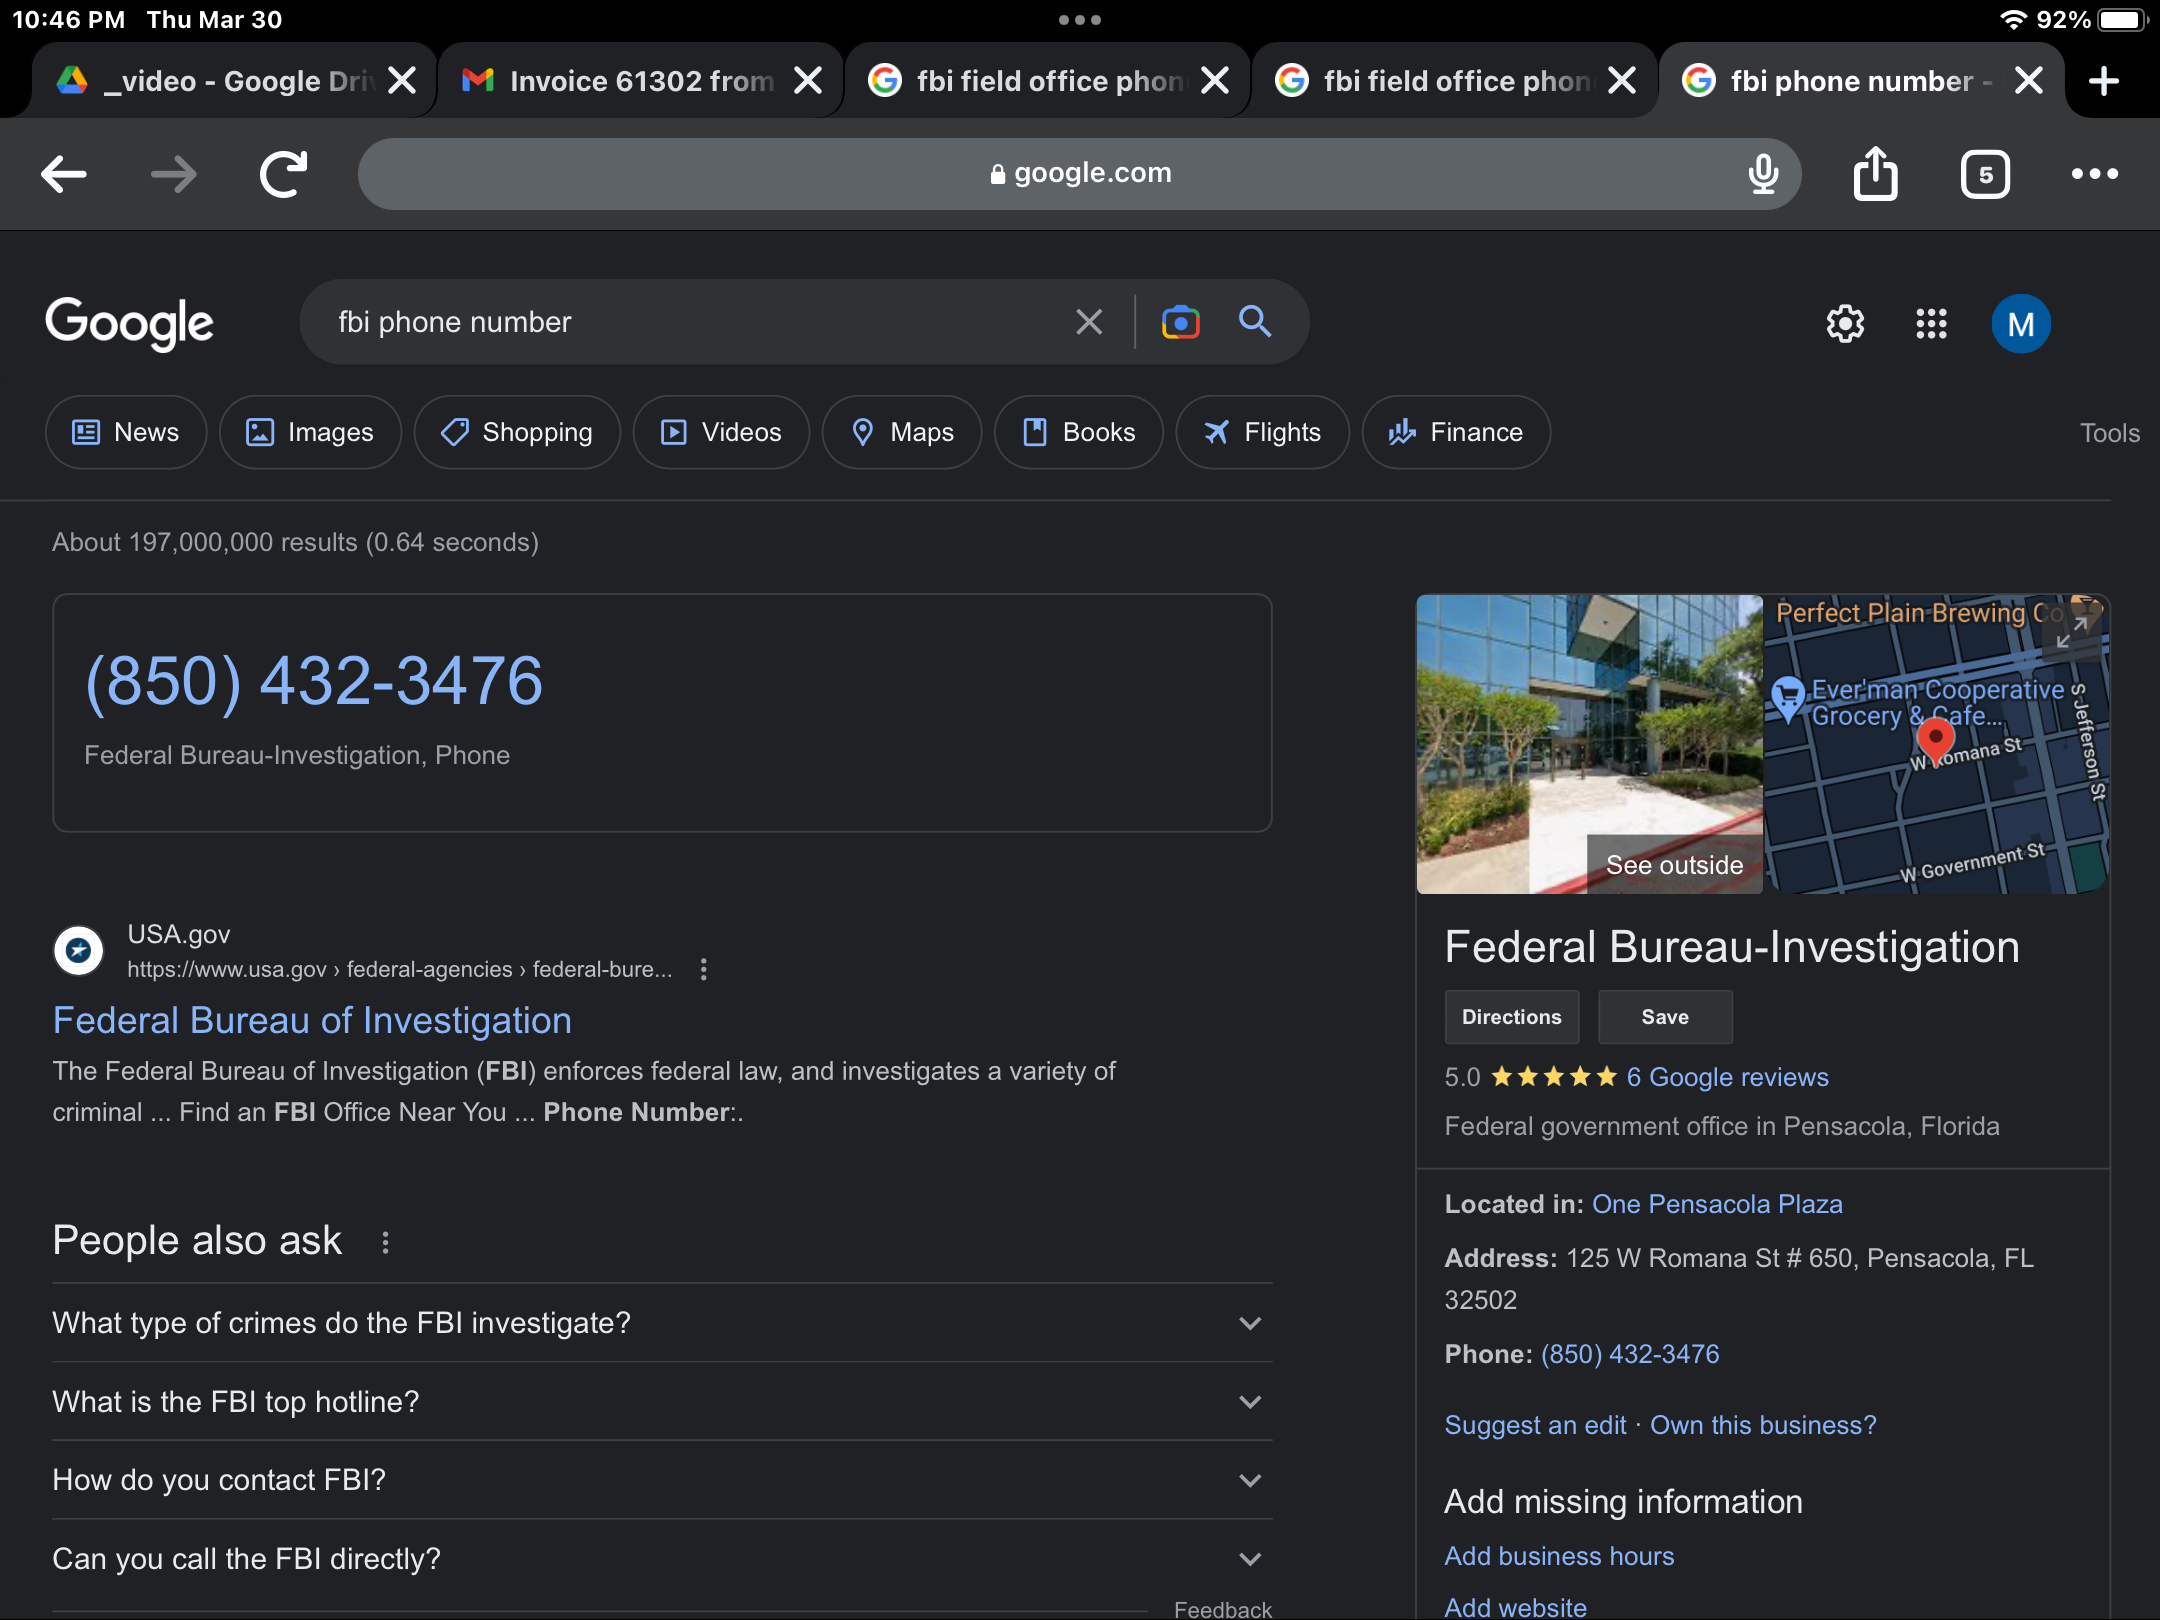 10:46 PM Thu Mar 30
92%
_video - Google Dri
Invoice 61302 from
fbi field office phon
fbi field office phon
fbi phone number -
google.com
5
Google
fbi phone number
M
News
Images
Shopping
Videos
Maps
Books
Flights
Finance
Tools
About 197,000,000 results (0.64 seconds)
(850) 432-3476
Federal Bureau-Investigation, Phone
USA.gov
https://www.usa.gov › federal-agencies › federal-bure...
Federal Bureau of Investigation
The Federal Bureau of Investigation (FBI) enforces federal law, and investigates a variety of
criminal ... Find an FBI Office Near You ... Phone Number:.
People also ask
What type of crimes do the FBI investigate?
What is the FBI top hotline?
How do you contact FBI?
Can you call the FBI directly?
Feedback
See outside
Perfect Plain Brewing Co
Ever'man Cooperative
Grocery & Cafe...
S Jefferson St
W Romana St
W Government St
Federal Bureau-Investigation
Directions
Save
5.0 ★★★★★ 6 Google reviews
Federal government office in Pensacola, Florida
Located in: One Pensacola Plaza
Address: 125 W Romana St # 650, Pensacola, FL
32502
Phone: (850) 432-3476
Suggest an edit · Own this business?
Add missing information
Add business hours
Add website